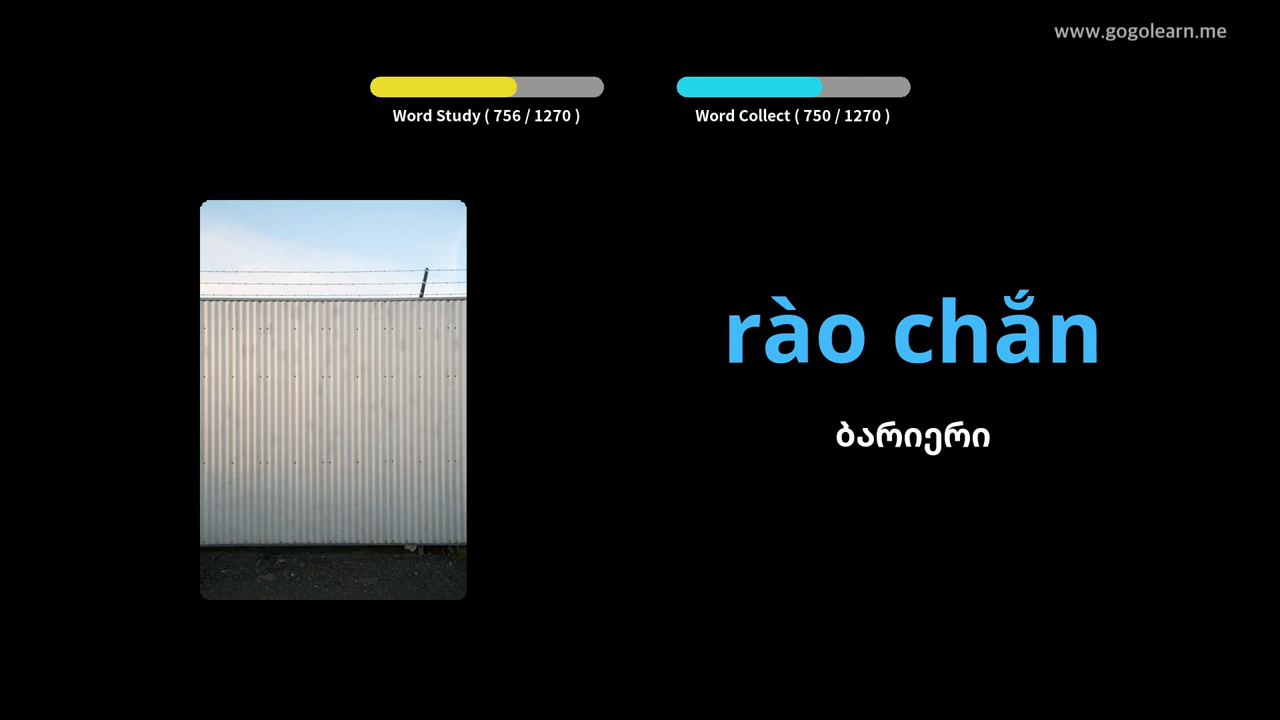 www.gogolearn.me
Word Study ( 756 / 1270 )
Word Collect ( 750 / 1270 )
rào chắn
ბარიერი